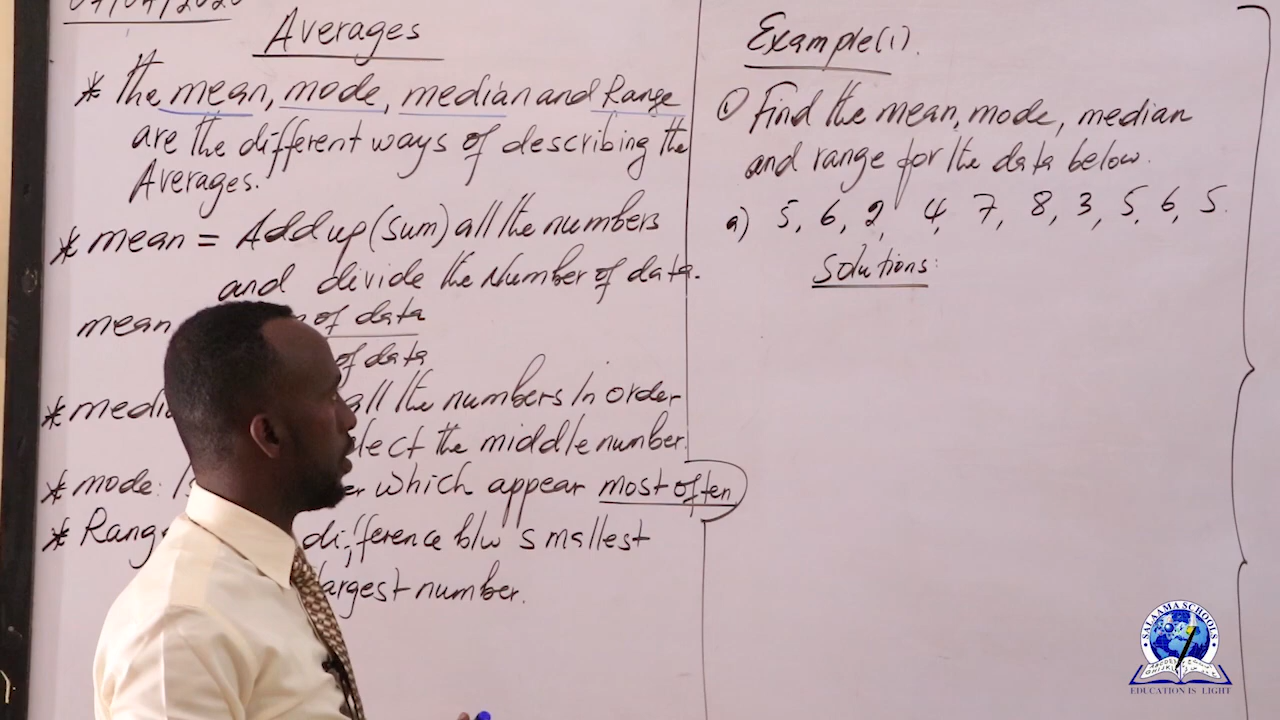 Averages
* The mean, mode, median and Range
are the different ways of describing the
Averages.
* mean = Add up (sum) all the numbers
and divide the Number of data.
mean of data
of data
* media all the numbers In order
lect the middle number.
* mode: which appear most often
* Rang difference b/w smallest
largest number.
Example(1).
① Find the mean, mode, median
and range for the data below.
a) 5, 6, 2, 4, 7, 8, 3, 5, 6, 5.
Solutions:
SALAAMA SCHOOLS
EDUCATION IS LIGHT